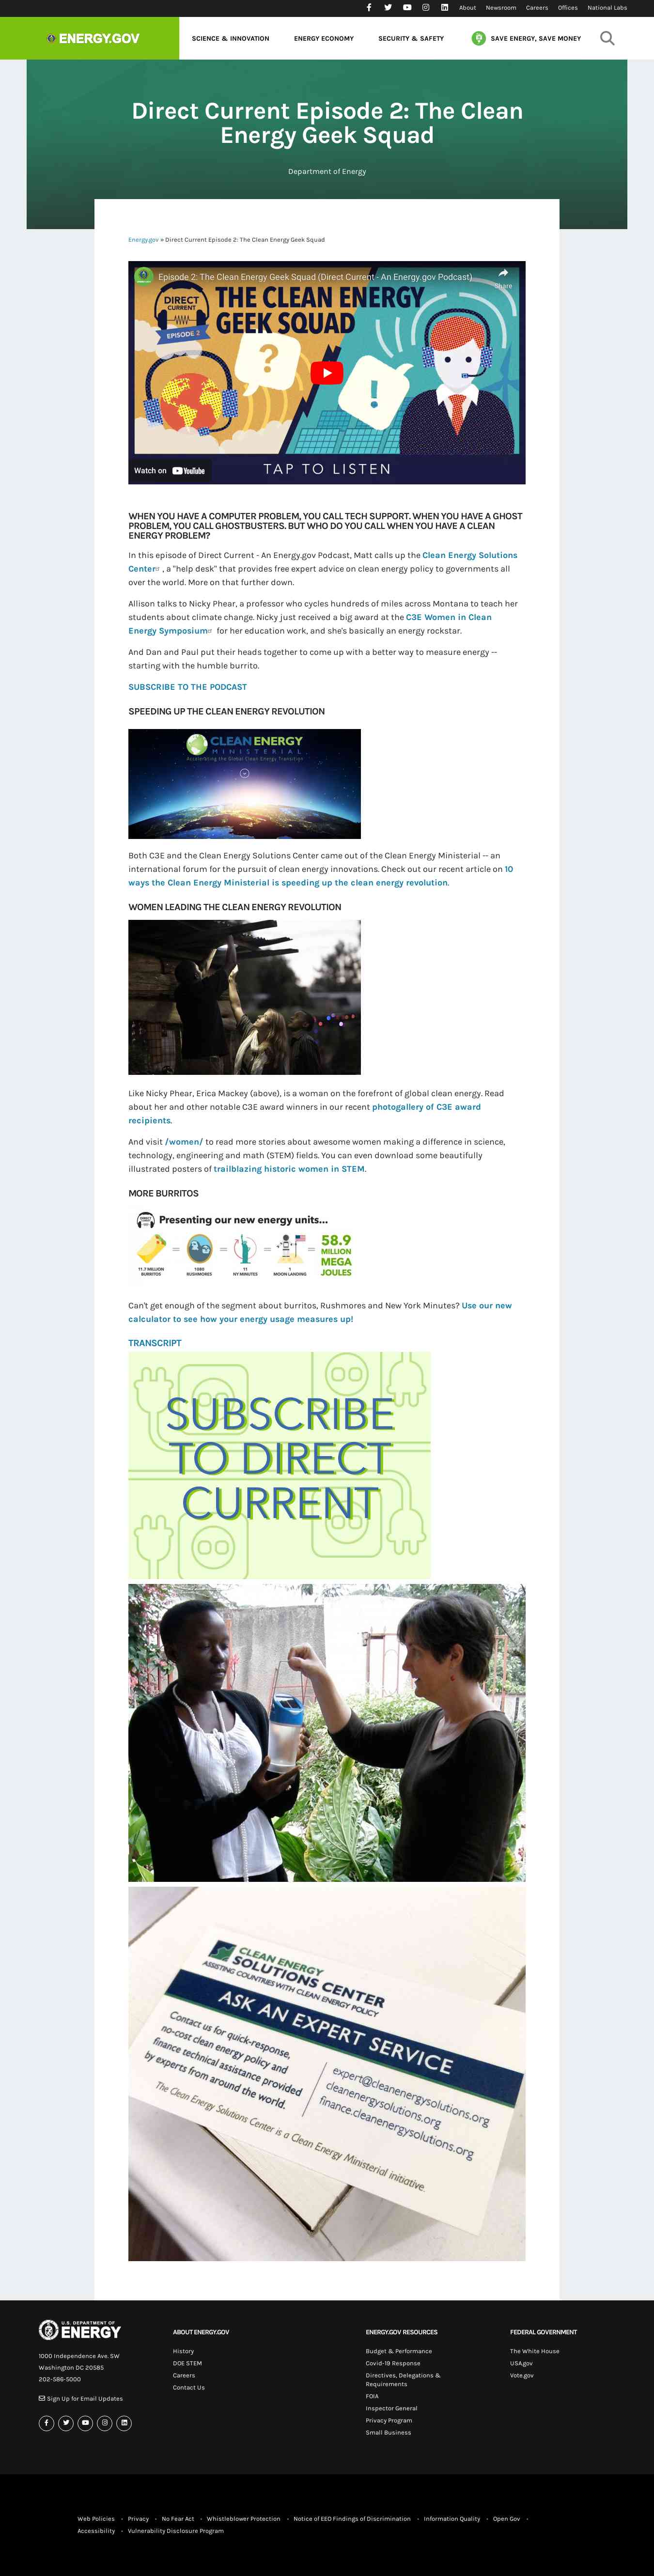 About Newsroom Careers Offices National Labs
ENERGY.GOV
SCIENCE & INNOVATION ENERGY ECONOMY SECURITY & SAFETY SAVE ENERGY, SAVE MONEY
Direct Current Episode 2: The Clean
Energy Geek Squad
Department of Energy
Energy.gov » Direct Current Episode 2: The Clean Energy Geek Squad
Episode 2: The Clean Energy Geek Squad (Direct Current - An Energy.gov Podcast)
Share
DIRECT
CURRENT
EPISODE 2
THE CLEAN ENERGY
GEEK SQUAD
Watch on YouTube
TAP TO LISTEN
WHEN YOU HAVE A COMPUTER PROBLEM, YOU CALL TECH SUPPORT. WHEN YOU HAVE A GHOST
PROBLEM, YOU CALL GHOSTBUSTERS. BUT WHO DO YOU CALL WHEN YOU HAVE A CLEAN
ENERGY PROBLEM?
In this episode of Direct Current - An Energy.gov Podcast, Matt calls up the Clean Energy Solutions
Center , a "help desk" that provides free expert advice on clean energy policy to governments all
over the world. More on that further down.
Allison talks to Nicky Phear, a professor who cycles hundreds of miles across Montana to teach her
students about climate change. Nicky just received a big award at the C3E Women in Clean
Energy Symposium for her education work, and she's basically an energy rockstar.
And Dan and Paul put their heads together to come up with a better way to measure energy --
starting with the humble burrito.
SUBSCRIBE TO THE PODCAST
SPEEDING UP THE CLEAN ENERGY REVOLUTION
CLEAN ENERGY
MINISTERIAL
Accelerating the Global Clean Energy Transition
Both C3E and the Clean Energy Solutions Center came out of the Clean Energy Ministerial -- an
international forum for the pursuit of clean energy innovations. Check out our recent article on 10
ways the Clean Energy Ministerial is speeding up the clean energy revolution.
WOMEN LEADING THE CLEAN ENERGY REVOLUTION
Like Nicky Phear, Erica Mackey (above), is a woman on the forefront of global clean energy. Read
about her and other notable C3E award winners in our recent photogallery of C3E award
recipients.
And visit /women/ to read more stories about awesome women making a difference in science,
technology, engineering and math (STEM) fields. You can even download some beautifully
illustrated posters of trailblazing historic women in STEM.
MORE BURRITOS
Presenting our new energy units...
11.7 MILLION
BURRITOS
=
1080
RUSHMORES
=
11
NY MINUTES
=
1
MOON LANDING
=
58.9
MILLION
MEGA
JOULES
Can't get enough of the segment about burritos, Rushmores and New York Minutes? Use our new
calculator to see how your energy usage measures up!
TRANSCRIPT
SUBSCRIBE
TO DIRECT
CURRENT
CLEAN ENERGY
SOLUTIONS CENTER
ASSISTING COUNTRIES WITH CLEAN ENERGY POLICY
ASK AN EXPERT SERVICE
Contact us for quick-response,
no-cost clean energy policy and
finance technical assistance provided
by experts from around the world.
expert@cleanenergysolutions.org
cleanenergysolutions.org
finance.cleanenergysolutions.org
The Clean Energy Solutions Center is a Clean Energy Ministerial initiative.
U.S. DEPARTMENT OF
ENERGY
1000 Independence Ave. SW
Washington DC 20585
202-586-5000
Sign Up for Email Updates
ABOUT ENERGY.GOV
History
DOE STEM
Careers
Contact Us
ENERGY.GOV RESOURCES
Budget & Performance
Covid-19 Response
Directives, Delegations &
Requirements
FOIA
Inspector General
Privacy Program
Small Business
FEDERAL GOVERNMENT
The White House
USA.gov
Vote.gov
Web Policies • Privacy • No Fear Act • Whistleblower Protection • Notice of EEO Findings of Discrimination • Information Quality • Open Gov •
Accessibility • Vulnerability Disclosure Program